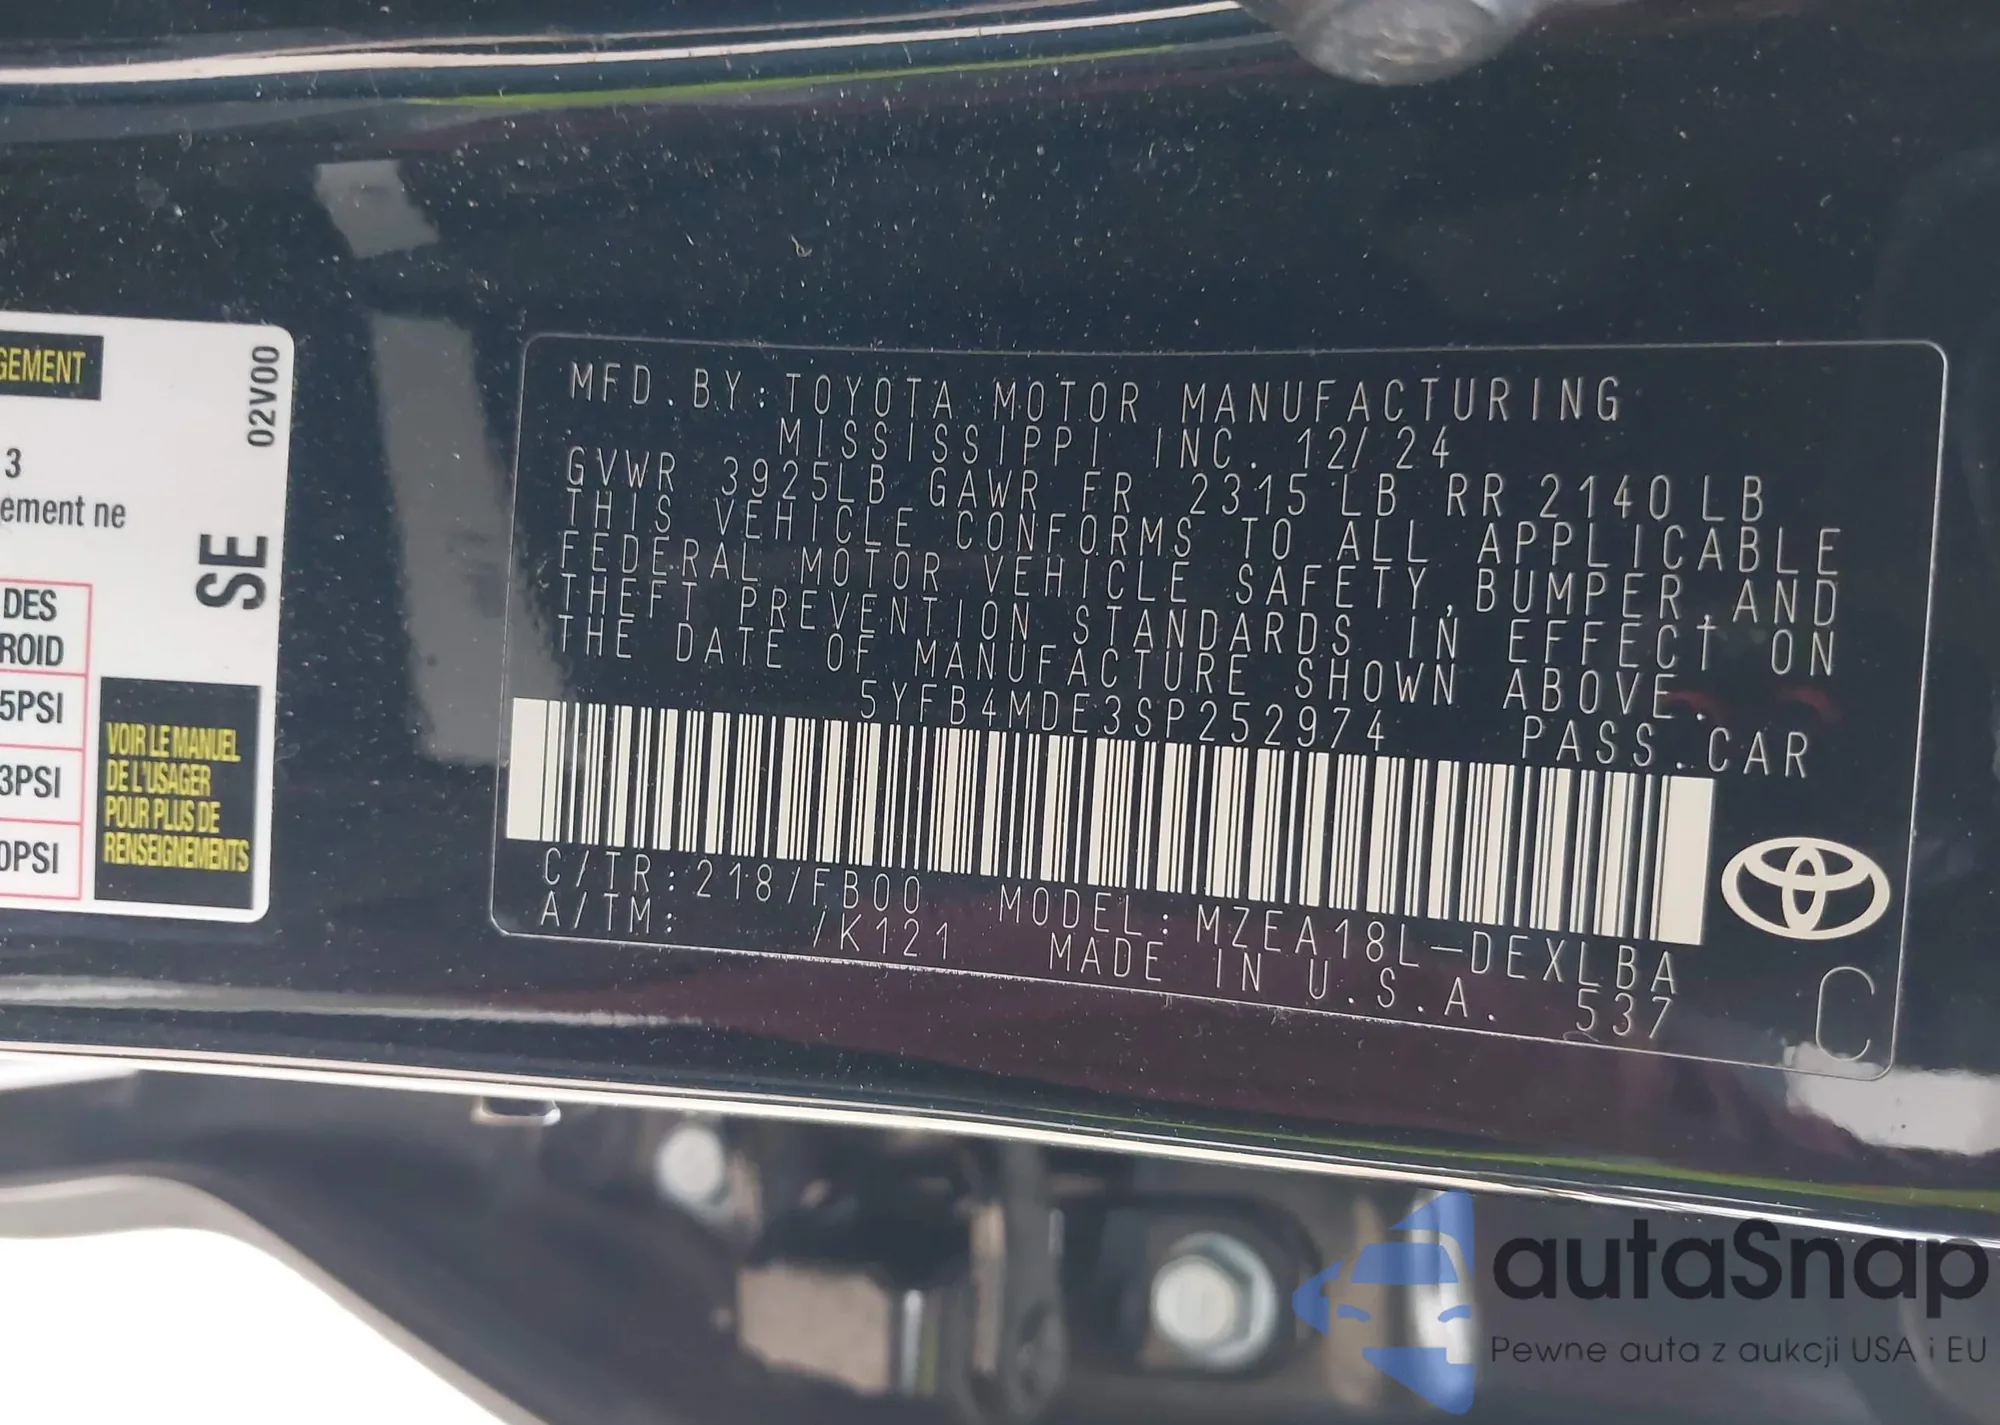 GEMENT
02V00
3
ement ne
SE
DES
ROID
5PSI
3PSI
0PSI
VOIR LE MANUEL
DE L'USAGER
POUR PLUS DE
RENSEIGNEMENTS
MFD.BY:TOYOTA MOTOR MANUFACTURING
MISSISSIPPI INC. 12/24
GVWR 3925LB GAWR FR 2315LB RR 2140LB
THIS VEHICLE CONFORMS TO ALL APPLICABLE
FEDERAL MOTOR VEHICLE SAFETY,BUMPER,AND
THEFT PREVENTION STANDARDS IN EFFECT ON
THE DATE OF MANUFACTURE SHOWN ABOVE.
5YFB4MDE3SP252974 PASS.CAR
C/TR:218/FB00 MODEL:MZEA18L-DEXLBA
A/TM: /K121 MADE IN U.S.A. 537
C
autaSnap
Pewne auta z aukcji USA i EU